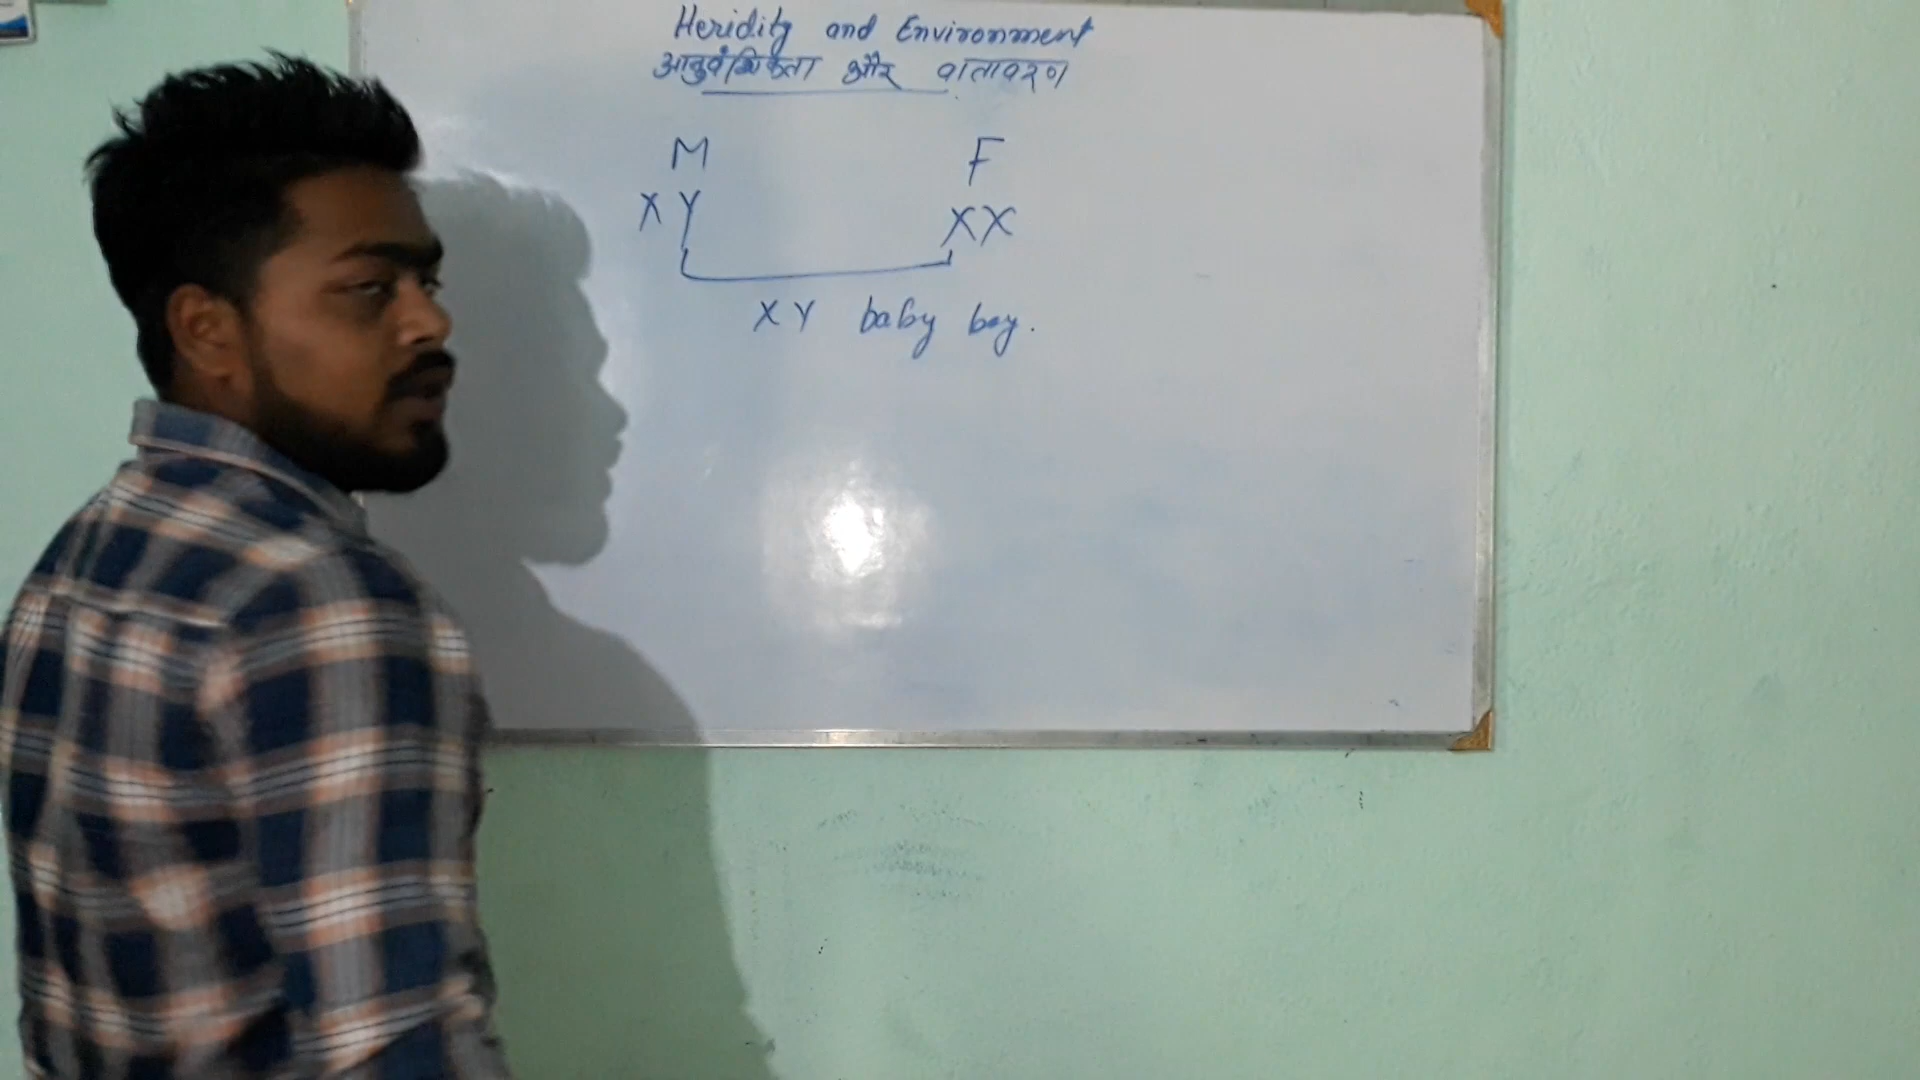 Heridity and Environment
आनुवंशिकता और वातावरण
M F
XY XX
XY baby boy.